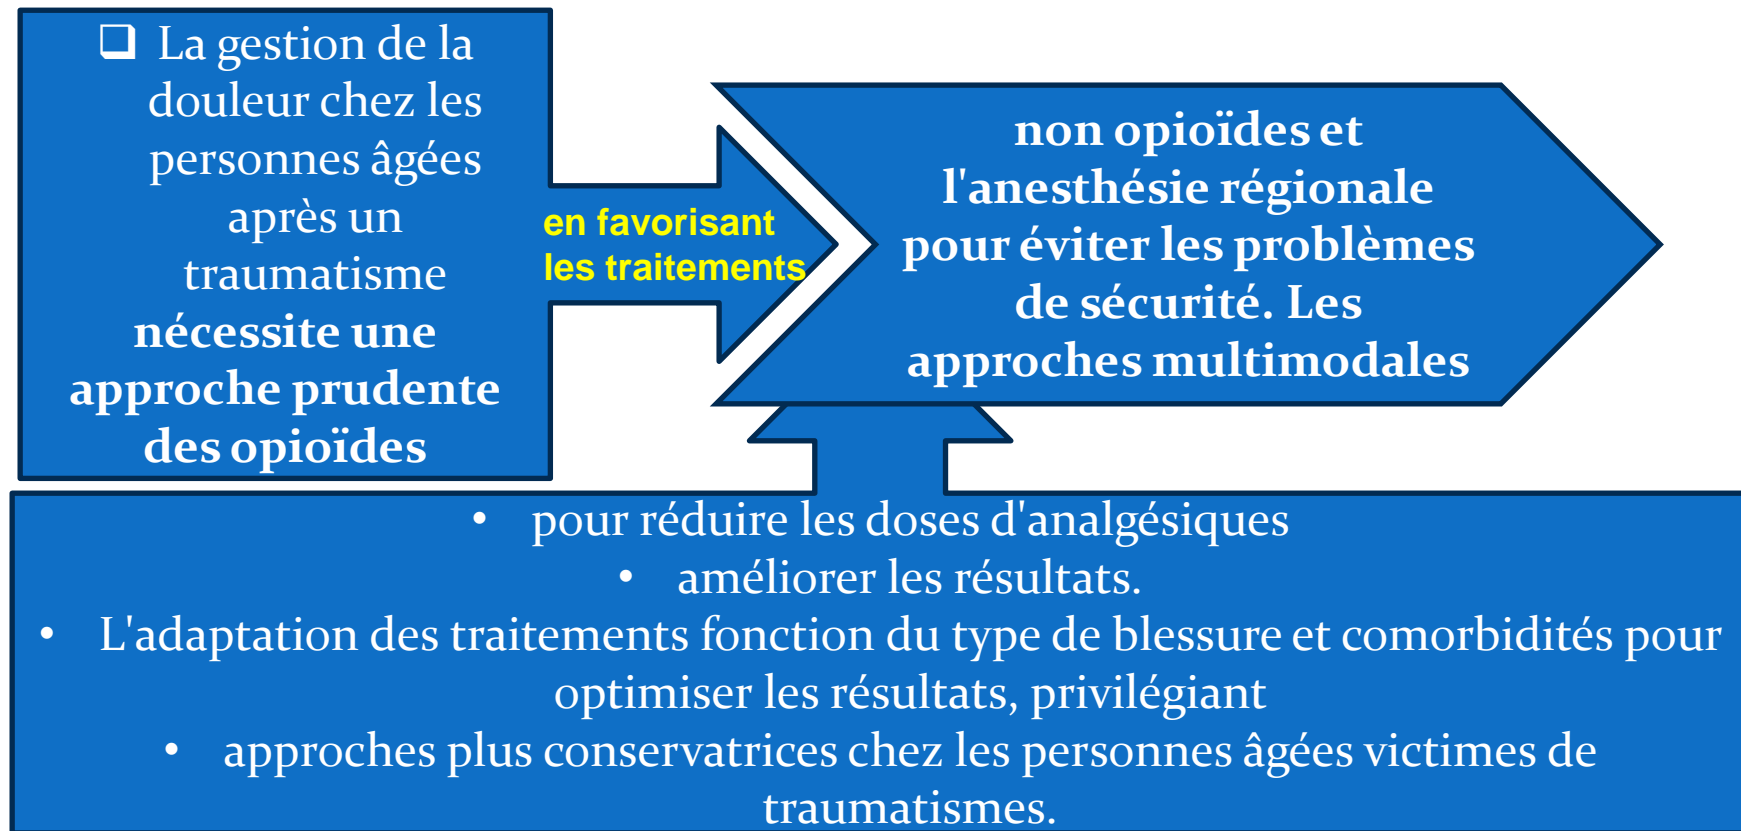 ❑ La gestion de la
douleur chez les
personnes âgées
après un
traumatisme
nécessite une
approche prudente
des opioïdes
en favorisant
les traitements
non opioïdes et
l'anesthésie régionale
pour éviter les problèmes
de sécurité. Les
approches multimodales
• pour réduire les doses d'analgésiques
• améliorer les résultats.
• L'adaptation des traitements fonction du type de blessure et comorbidités pour
optimiser les résultats, privilégiant
• approches plus conservatrices chez les personnes âgées victimes de
traumatismes.